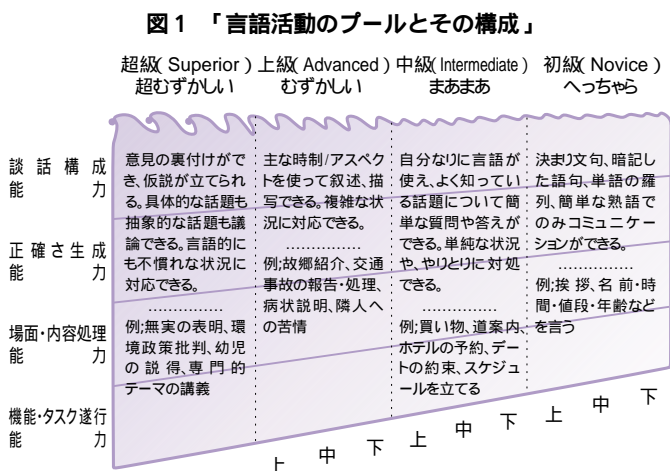 図1 「言語活動のプールとその構成」
超級(Superior)
超むずかしい
上級(Advanced)
むずかしい
中級(Intermediate)
まあまあ
初級(Novice)
へっちゃら
談話構成
能力
正確さ生成
能力
場面・内容処理
能力
機能・タスク遂行
能力
意見の裏付けがで
き、仮説が立てられ
る。具体的な話題も
抽象的な話題も議
論できる。言語的に
も不慣れな状況に
対応できる。
……………
例;無実の表明、環
境政策批判、幼児
の説得、専門的
テーマの講義
主な時制/アスペク
トを使って叙述、描
写できる。複雑な状
況に対応できる。
……………
例;故郷紹介、交通
事故の報告・処理、
病状説明、隣人へ
の苦情
自分なりに言語が
使え、よく知ってい
る話題について簡
単な質問や答えが
できる。単純な状況
や、やりとりに対処
できる。
……………
例;買い物、道案内、
ホテルの予約、デー
トの約束、スケジュ
ールを立てる
決まり文句、暗記し
た語句、単語の羅
列、簡単な熟語で
のみコミュニケー
ションができる。
……………
例;挨拶、名前・時
間・値段・年齢など
を言う
上 中 下 上 中 下 上 中 下